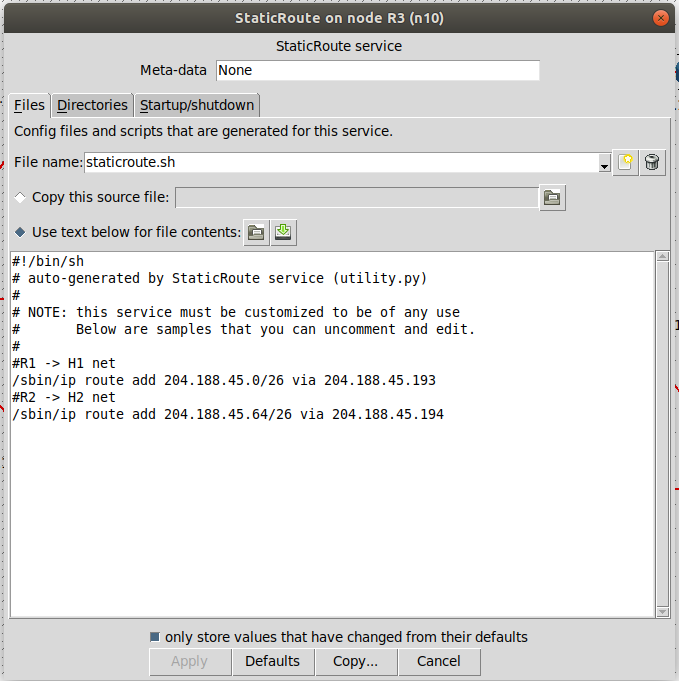 StaticRoute on node R3 (n10)
StaticRoute service
Meta-data None
Files Directories Startup/shutdown
Config files and scripts that are generated for this service.
File name: staticroute.sh
Copy this source file:
Use text below for file contents:
#!/bin/sh
# auto-generated by StaticRoute service (utility.py)
#
# NOTE: this service must be customized to be of any use
#       Below are samples that you can uncomment and edit.
#
#R1 -> H1 net
/sbin/ip route add 204.188.45.0/26 via 204.188.45.193
#R2 -> H2 net
/sbin/ip route add 204.188.45.64/26 via 204.188.45.194
only store values that have changed from their defaults
Apply Defaults Copy... Cancel